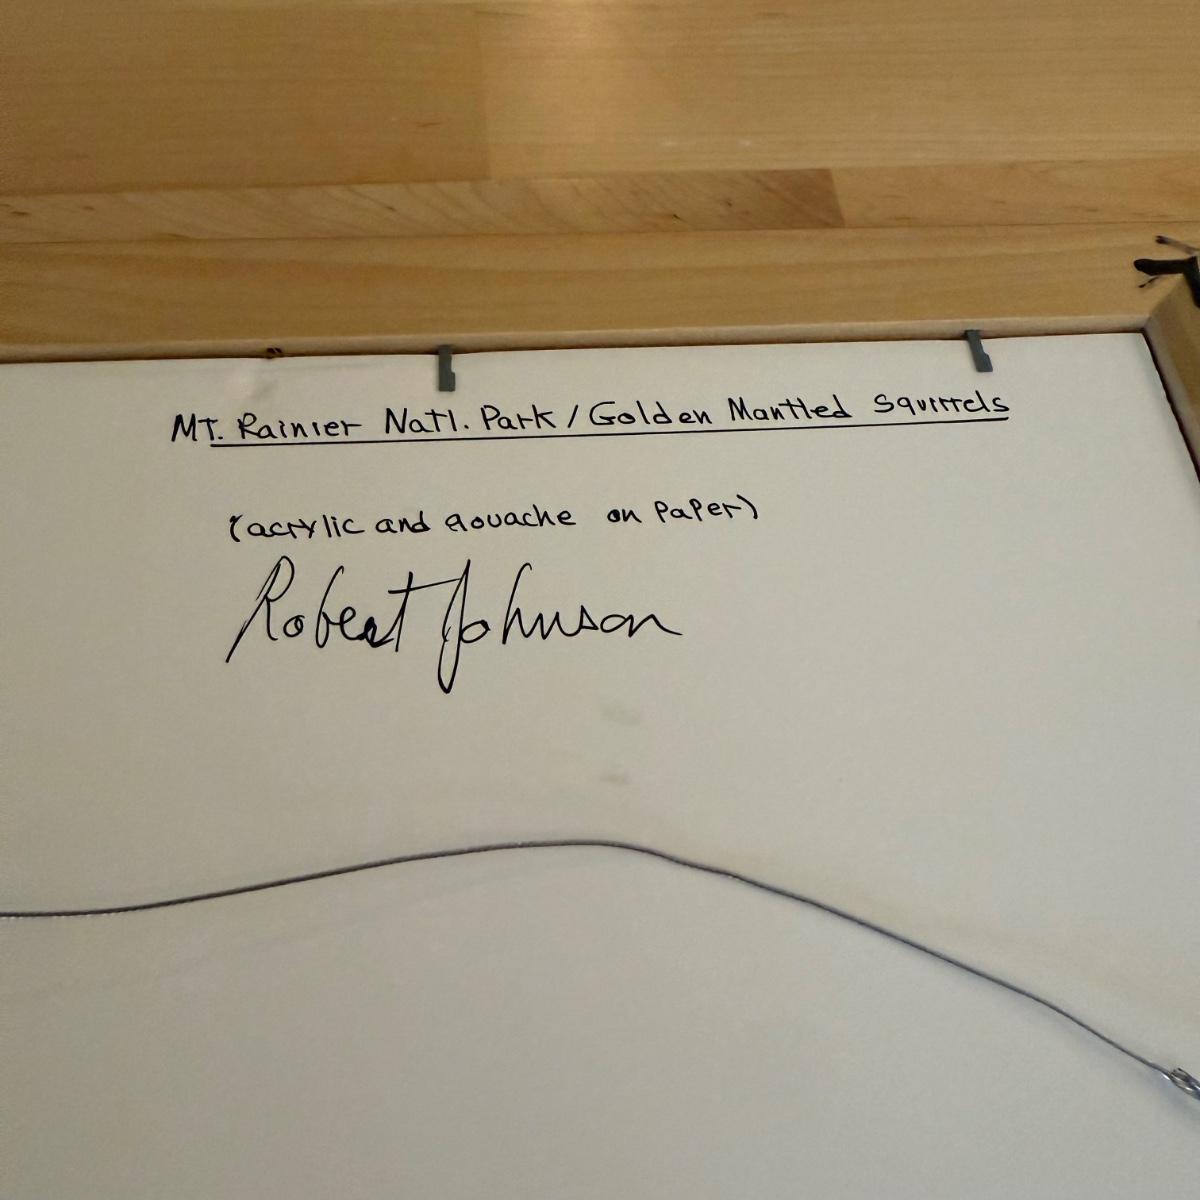 MT. Rainier Natl. Park / Golden Mantled Squirrels
(acrylic and gouache on paper)
Robert Johnson